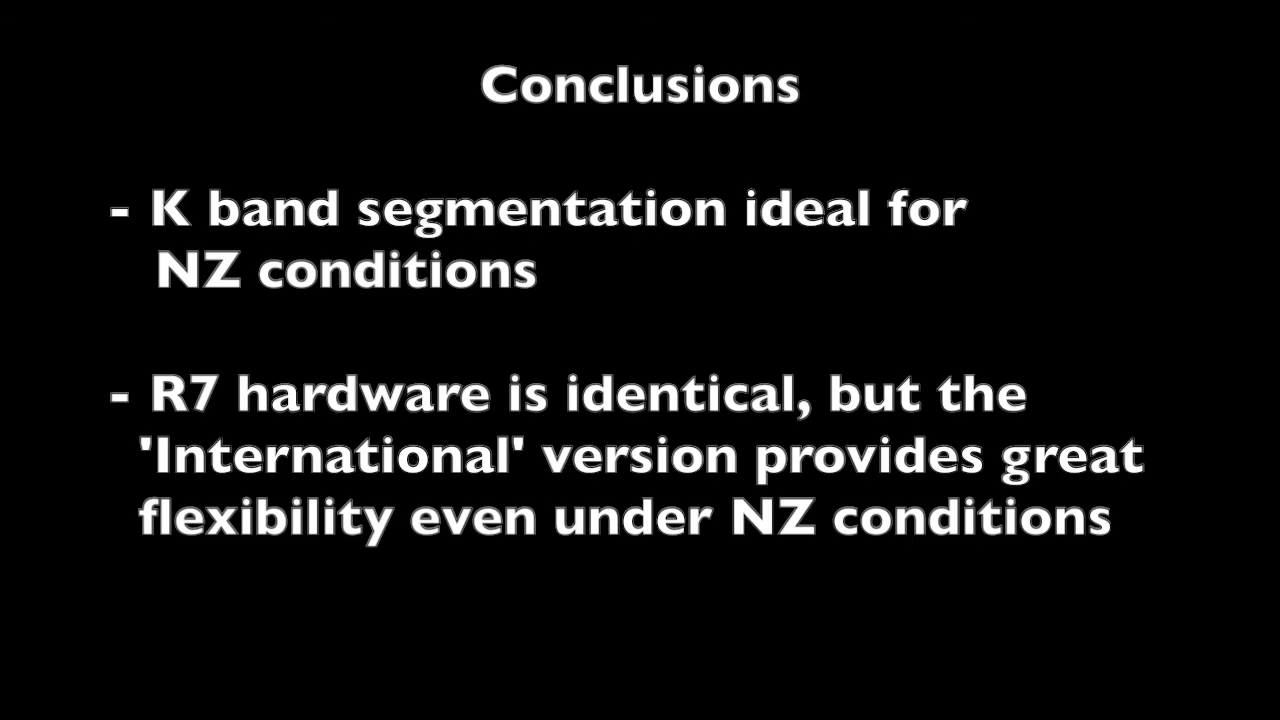 Conclusions
- K band segmentation ideal for
NZ conditions
- R7 hardware is identical, but the
'International' version provides great
flexibility even under NZ conditions